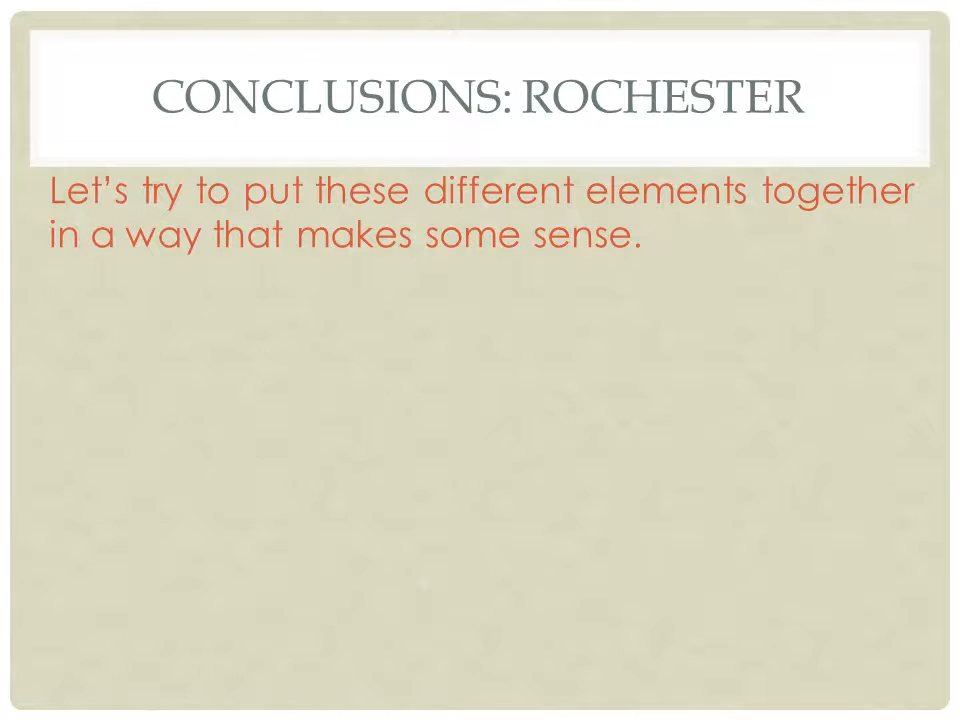 CONCLUSIONS: ROCHESTER
Let’s try to put these different elements together
in a way that makes some sense.